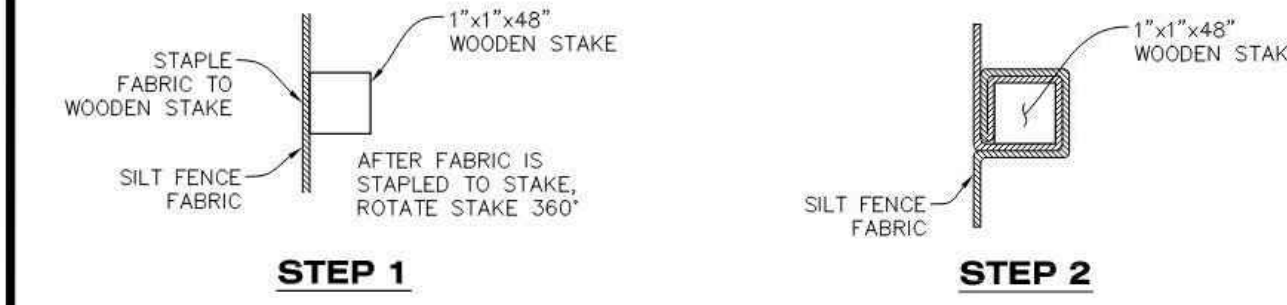 1"x1"x48"
WOODEN STAKE
STAPLE
FABRIC TO
WOODEN STAKE
SILT FENCE
FABRIC
AFTER FABRIC IS
STAPLED TO STAKE,
ROTATE STAKE 360°
STEP 1
1"x1"x48"
WOODEN STAK
SILT FENCE
FABRIC
STEP 2